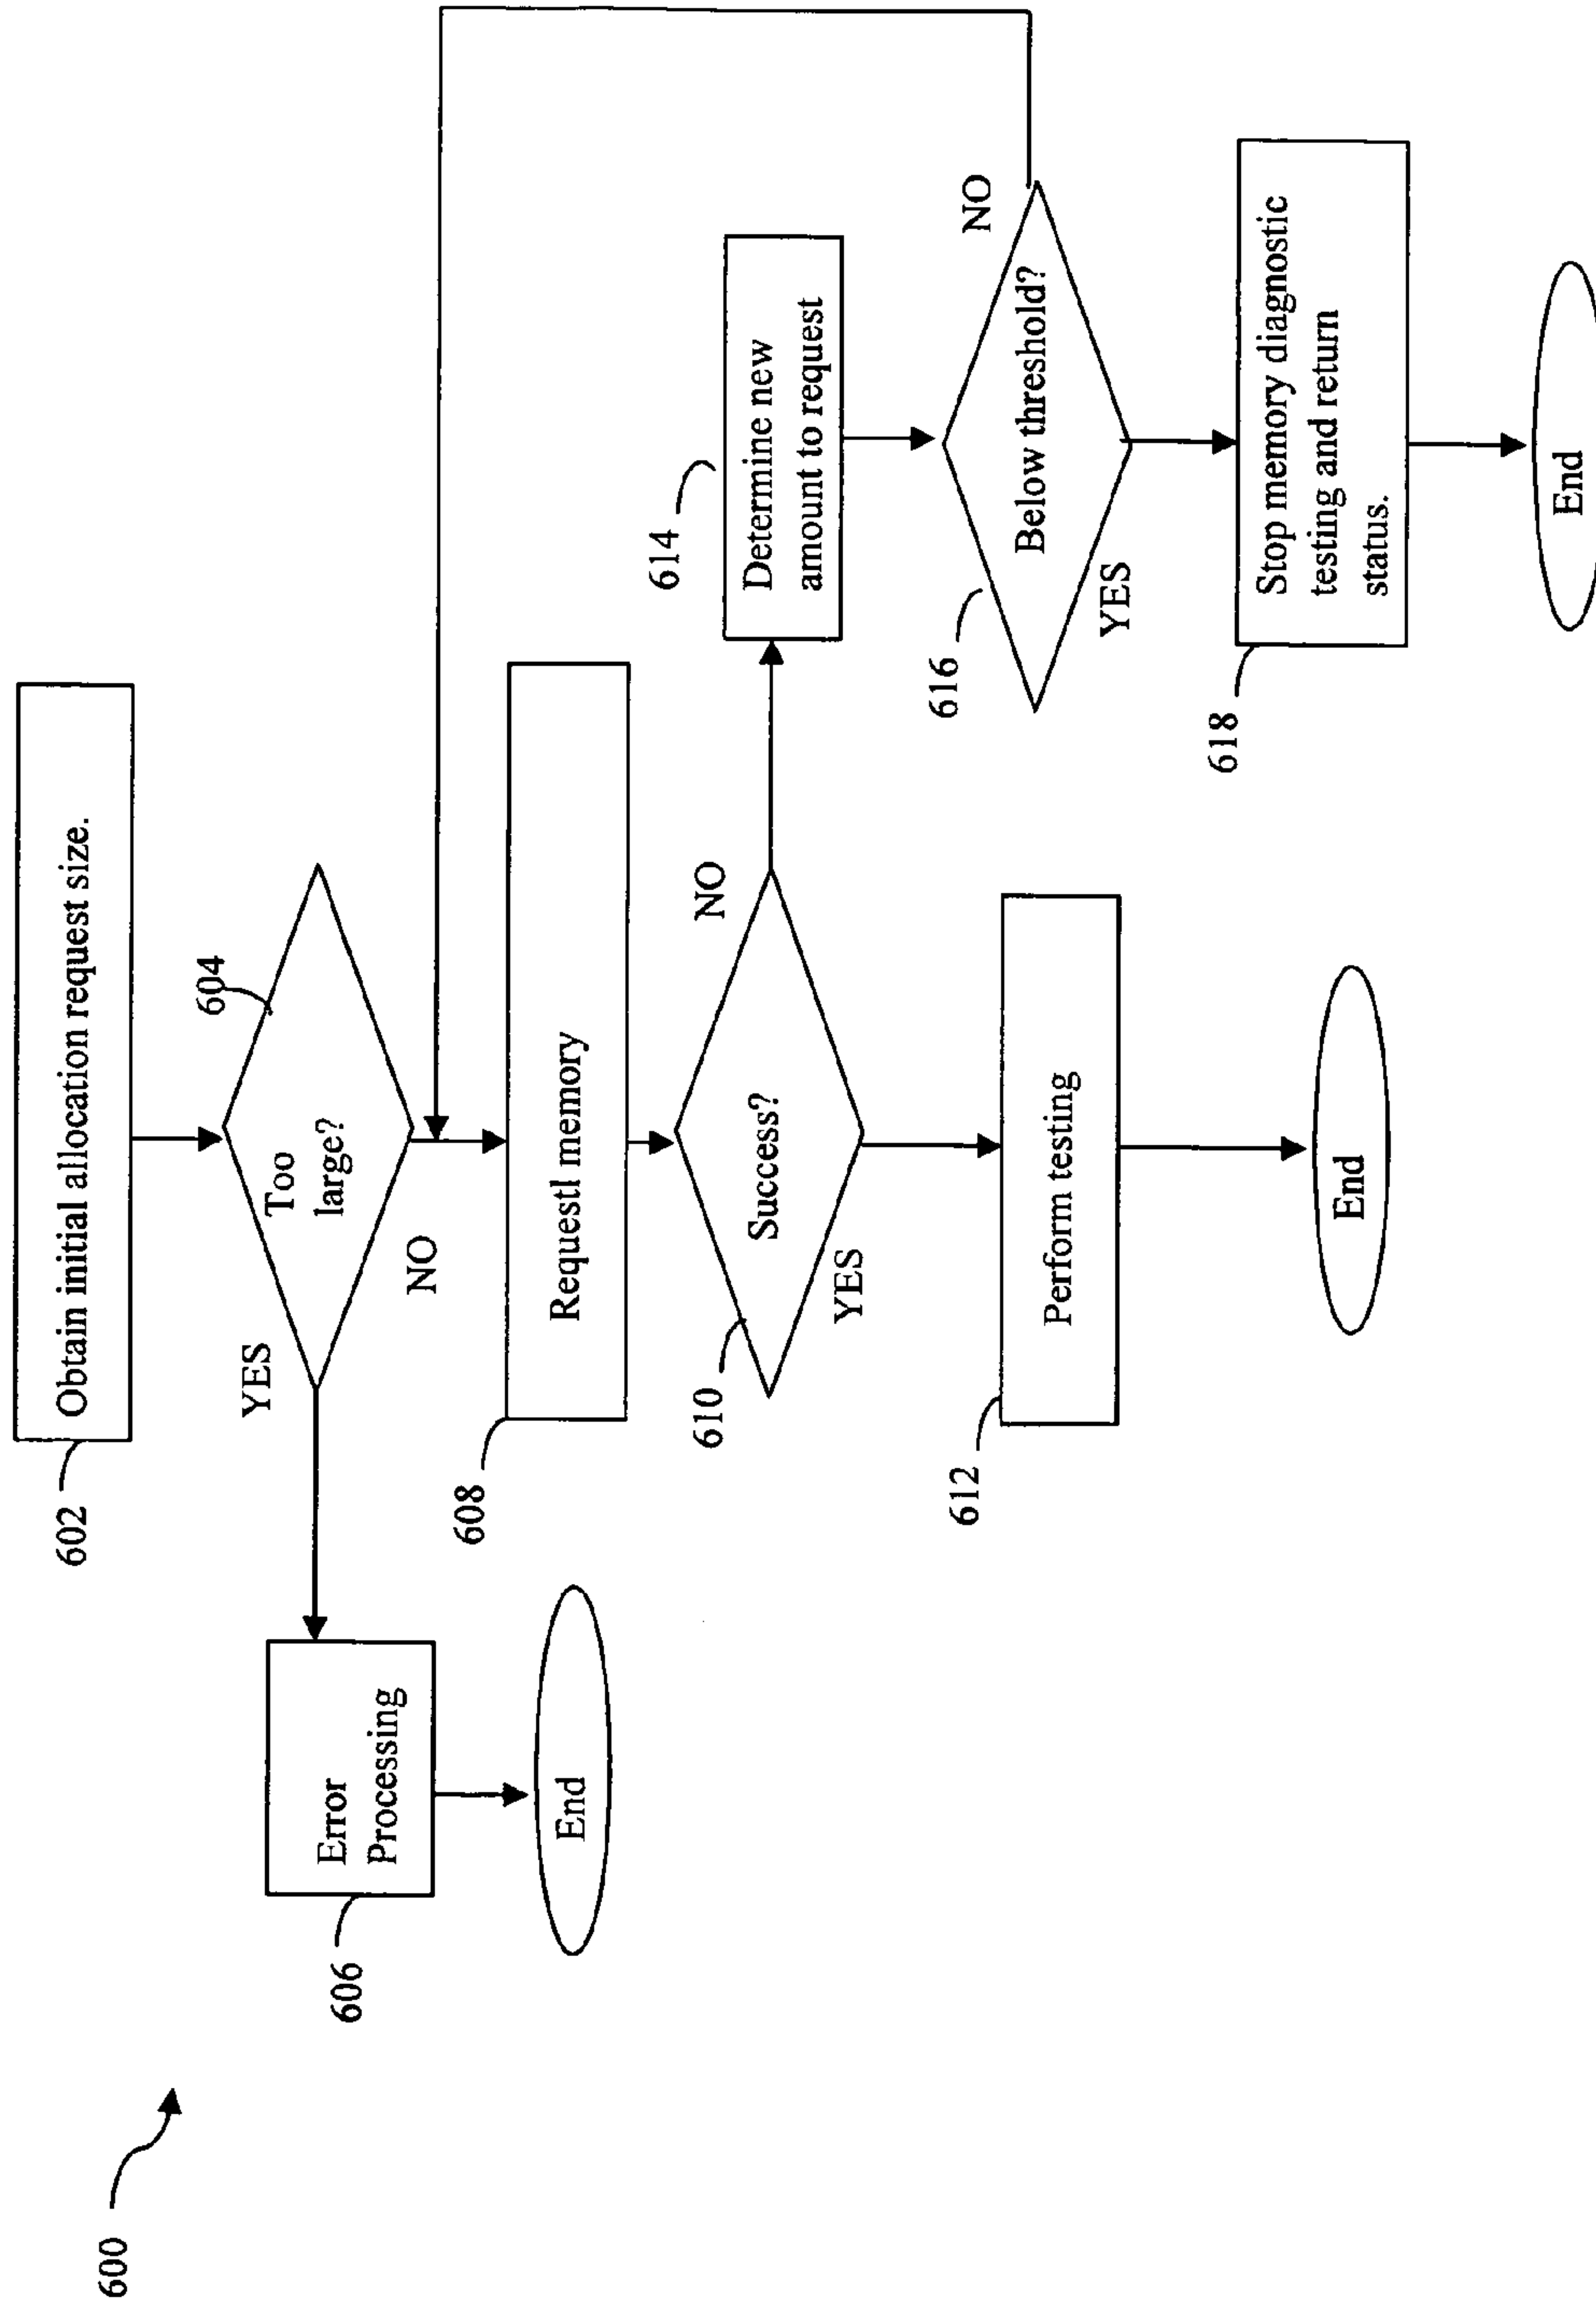 600
602
Obtain initial allocation request size.
604
Too
large?
YES
NO
606
Error
Processing
End
608
Requestl memory
610
Success?
NO
YES
612
Perform testing
End
614
Determine new
amount to request
616
Below threshold?
NO
YES
618
Stop memory diagnostic
testing and return
status.
End